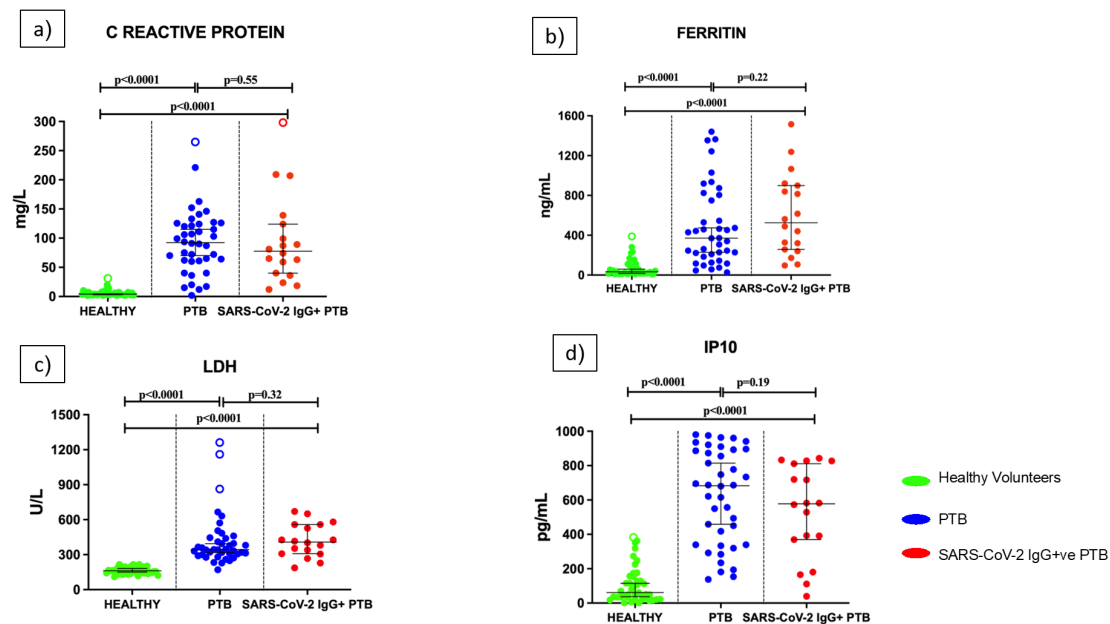 a)
C REACTIVE PROTEIN
p<0.0001
p=0.55
p<0.0001
300
250
200
150
100
50
0
mg/L
HEALTHY
PTB
SARS-CoV-2 IgG+ PTB
b)
FERRITIN
p<0.0001
p=0.22
p<0.0001
1600
1200
800
400
0
ng/mL
HEALTHY
PTB
SARS-CoV-2 IgG+ PTB
c)
LDH
p<0.0001
p=0.32
p<0.0001
1500
1200
900
600
300
0
U/L
HEALTHY
PTB
SARS-CoV-2 IgG+ PTB
d)
IP10
p<0.0001
p=0.19
p<0.0001
1000
800
600
400
200
0
pg/mL
HEALTHY
PTB
SARS-CoV-2 IgG+ PTB
Healthy Volunteers
PTB
SARS-CoV-2 IgG+ve PTB